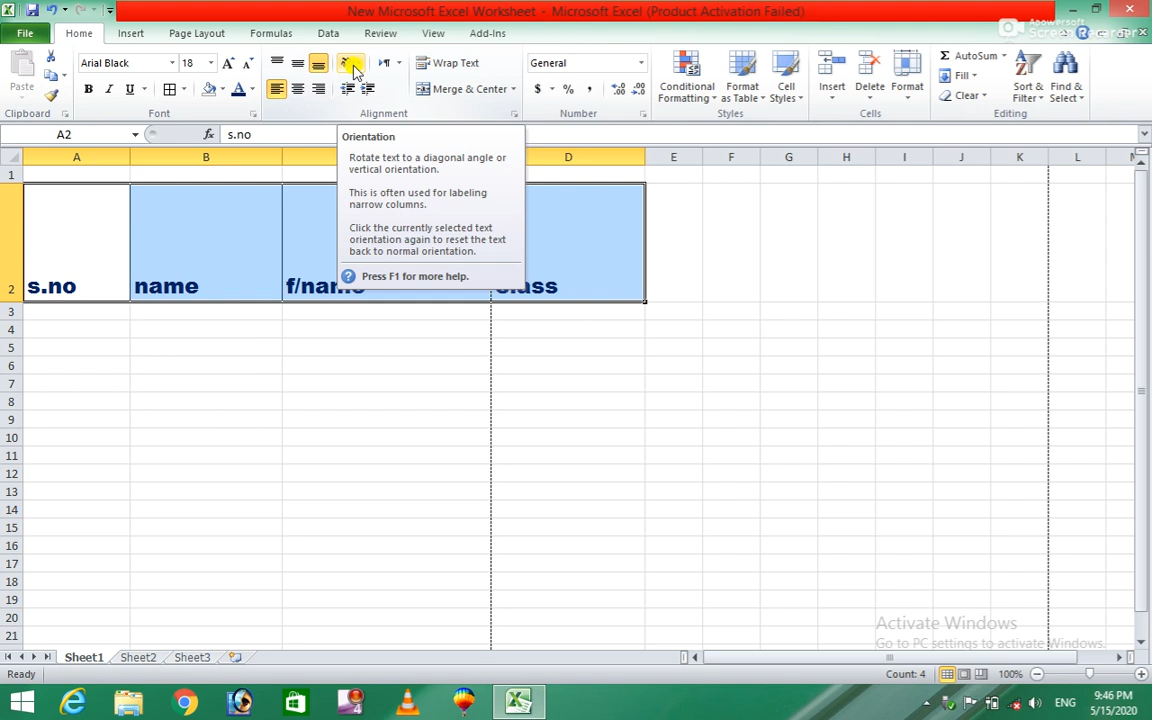 New Microsoft Excel Worksheet - Microsoft Excel (Product Activation Failed)
Apowersoft
Screen Recorder
File Home Insert Page Layout Formulas Data Review View Add-Ins
Arial Black 18 Wrap Text General AutoSum
Paste B I U Merge & Center $ % , Conditional Formatting Format as Table Cell Styles Insert Delete Format Fill Sort & Filter Find & Select
Clear
Clipboard Font Alignment Number Styles Cells Editing
A2 fx s.no
Orientation
Rotate text to a diagonal angle or
vertical orientation.
This is often used for labeling
narrow columns.
Click the currently selected text
orientation again to reset the text
back to normal orientation.
Press F1 for more help.
A B D E F G H I J K L
1
2 s.no name f/name class
3
4
5
6
7
8
9
10
11
12
13
14
15
16
17
18
19
20
21
Activate Windows
Go to PC settings to activate Windows.
Sheet1 Sheet2 Sheet3
Ready Count: 4 100%
ENG 9:46 PM
5/15/2020